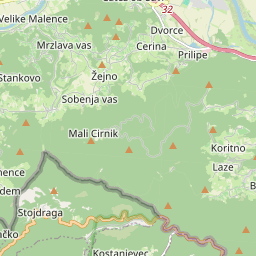 Velike Malence
32
Dvorce
Mrzlava vas
Cerina
Prilipe
Stankovo
Žejno
Sobenja vas
Mali Cirnik
Koritno
Laze
Stojdraga
Kostanjevec